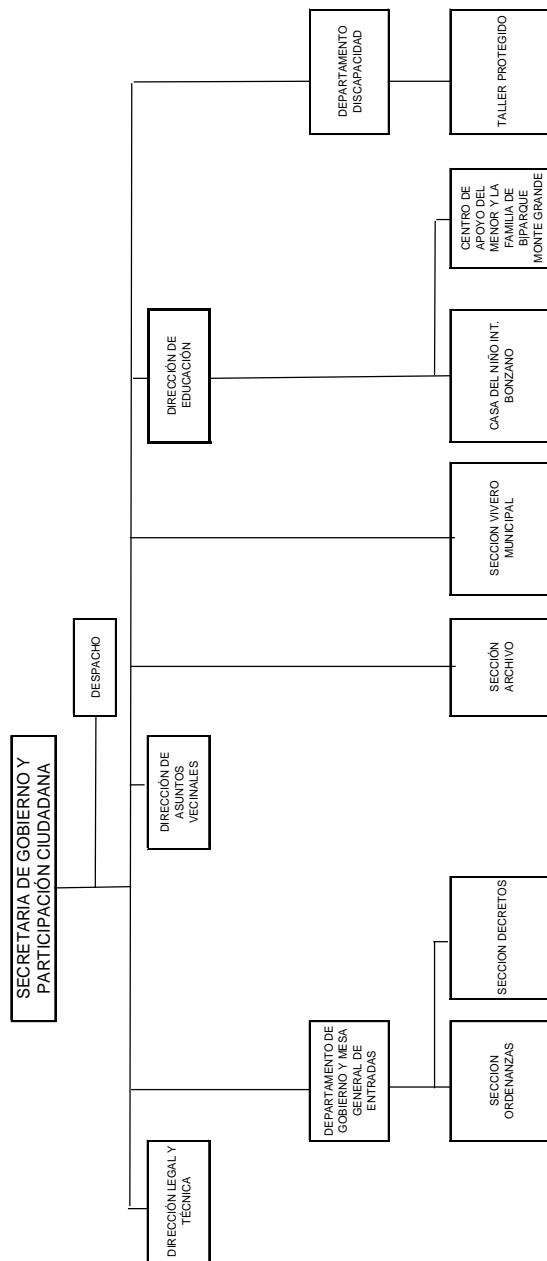 SECRETARIA DE GOBIERNO Y
PARTICIPACIÓN CIUDADANA
DESPACHO
DIRECCIÓN LEGAL Y
TÉCNICA
DIRECCIÓN DE
ASUNTOS
VECINALES
DIRECCIÓN DE
EDUCACIÓN
DEPARTAMENTO DE
GOBIERNO Y MESA
GENERAL DE
ENTRADAS
DEPARTAMENTO
DISCAPACIDAD
SECCION
ORDENANZAS
SECCION DECRETOS
SECCIÓN
ARCHIVO
SECCION VIVERO
MUNICIPAL
CASA DEL NIÑO INT.
BONZANO
CENTRO DE
APOYO DEL
MENOR Y LA
FAMILIA DE
B|PARQUE
MONTE GRANDE
TALLER PROTEGIDO